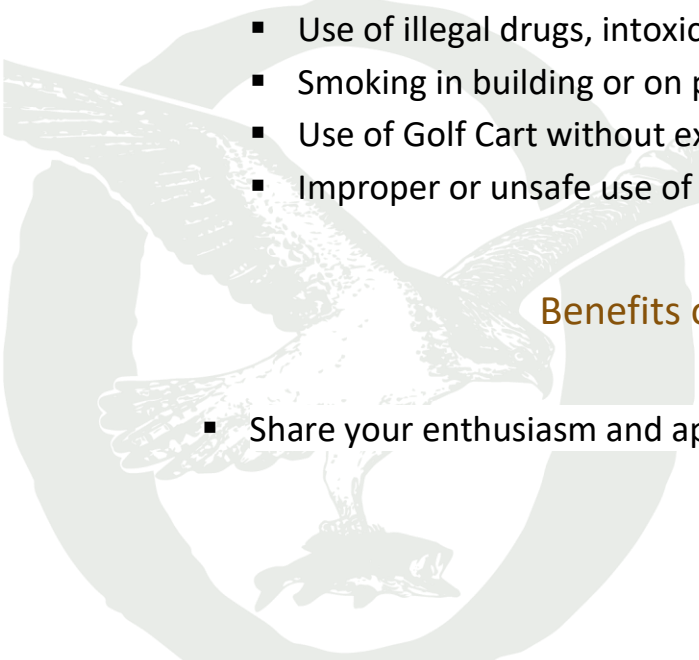 ▪ Use of illegal drugs, intoxic
▪ Smoking in building or on p
▪ Use of Golf Cart without ex
▪ Improper or unsafe use of
Benefits o
▪ Share your enthusiasm and ap